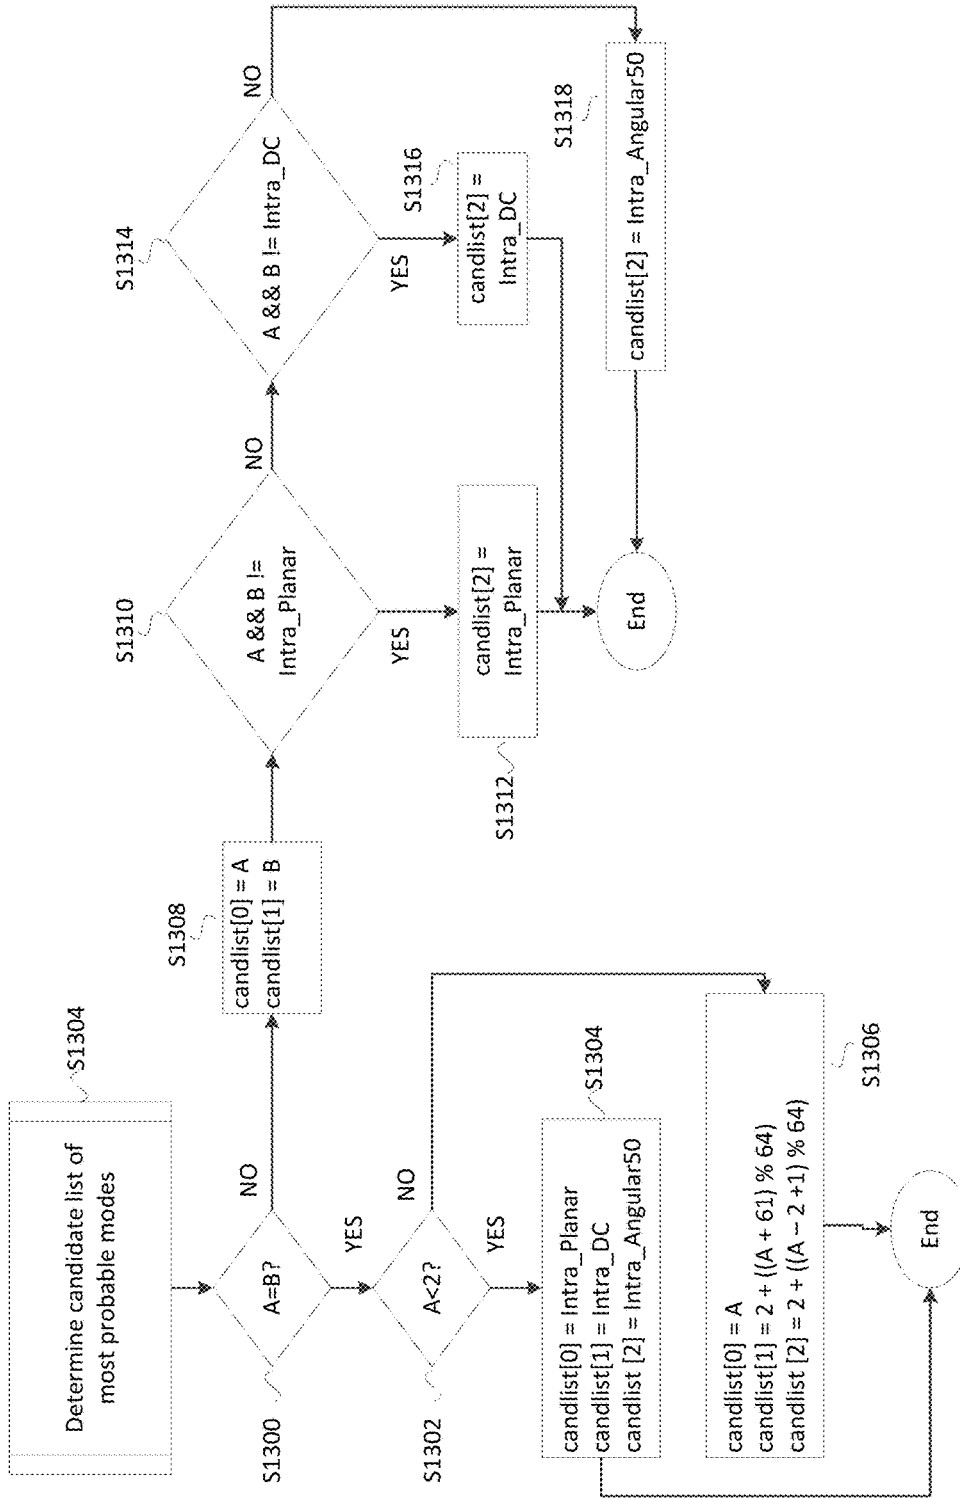 Determine candidate list of
most probable modes
S1304
A=B?
S1300
NO
YES
candlist[0] = A
candlist[1] = B
S1308
A && B !=
Intra_Planar
S1310
NO
YES
candlist[2] =
Intra_Planar
S1312
A && B != Intra_DC
S1314
NO
YES
candlist[2] =
Intra_DC
S1316
candlist[2] = Intra_Angular50
S1318
End
A<2?
S1302
NO
YES
candlist[0] = Intra_Planar
candlist[1] = Intra_DC
candlist [2] = Intra_Angular50
S1304
candlist[0] = A
candlist[1] = 2 + ((A + 61) % 64)
candlist [2] = 2 + ((A – 2 +1) % 64)
S1306
End